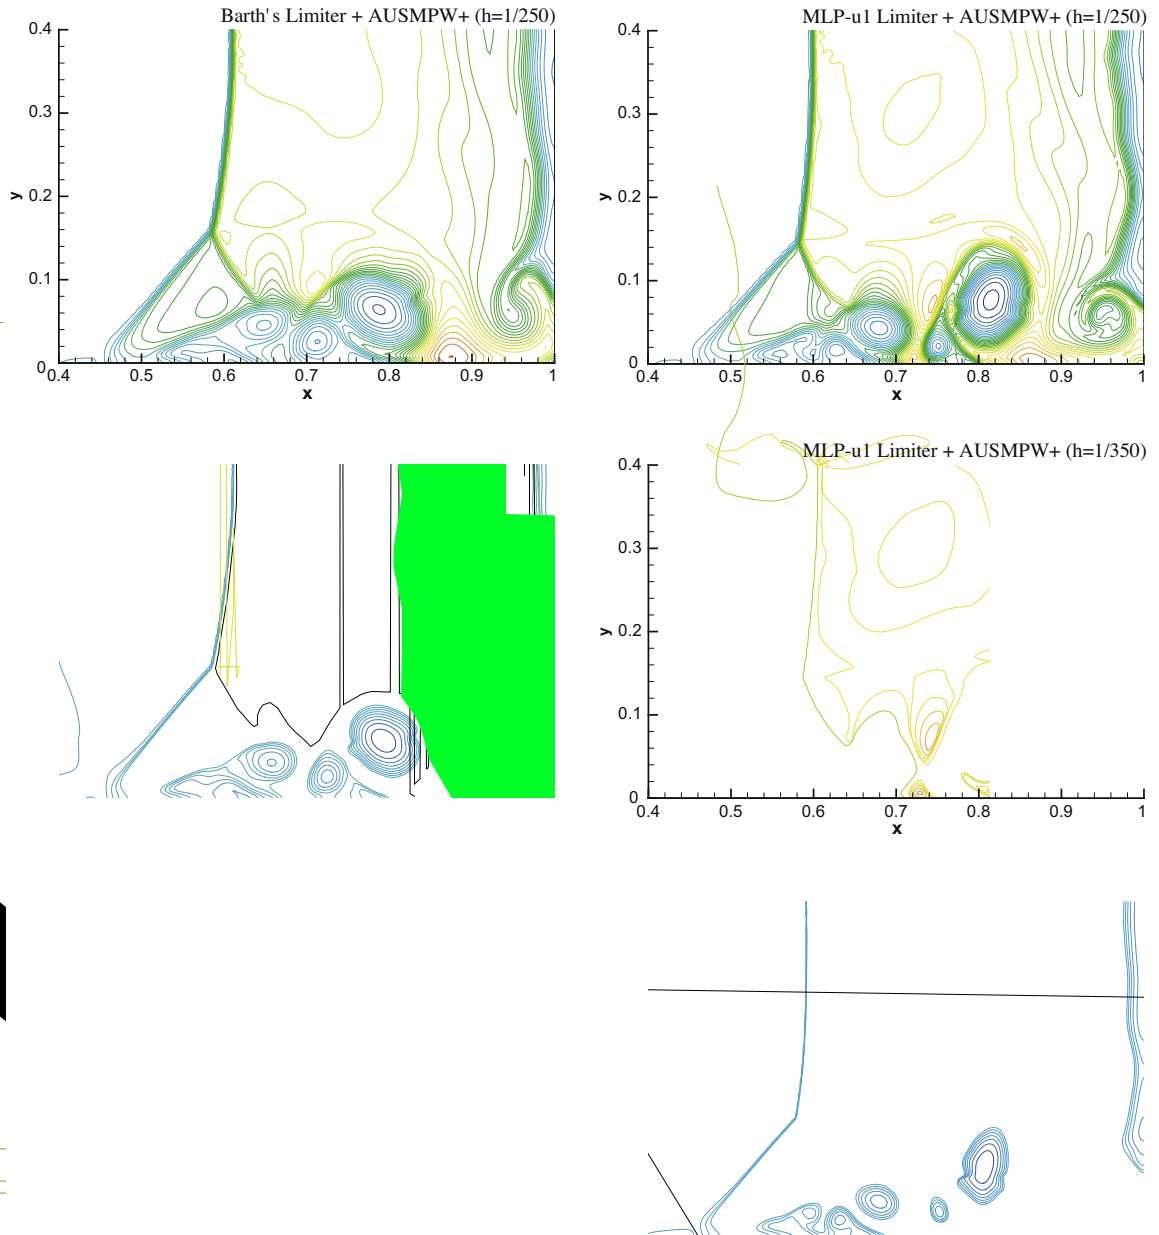 Barth's Limiter + AUSMPW+ (h=1/250)
0.4
0.3
0.2
0.1
0
y
0.4 0.5 0.6 0.7 0.8 0.9 1
x
MLP-u1 Limiter + AUSMPW+ (h=1/250)
0.4
0.3
0.2
0.1
0
y
0.4 0.5 0.6 0.7 0.8 0.9 1
x
MLP-u1 Limiter + AUSMPW+ (h=1/350)
0.4
0.3
0.2
0.1
0
y
0.4 0.5 0.6 0.7 0.8 0.9 1
x